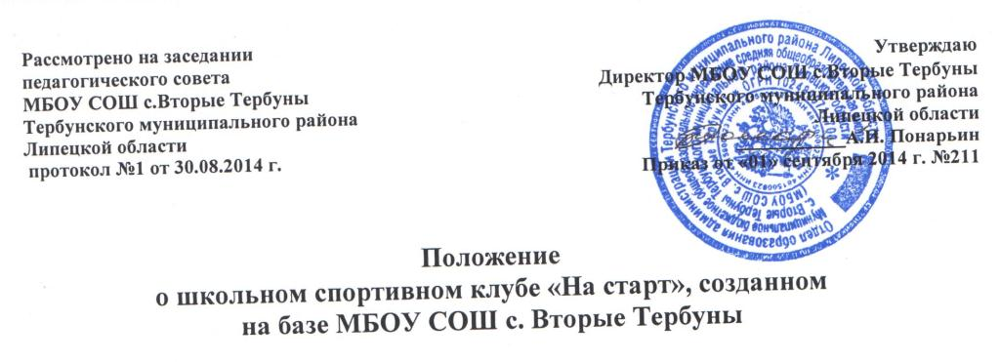 Рассмотрено на заседании
педагогического совета
МБОУ СОШ с.Вторые Тербуны
Тербунского муниципального района
Липецкой области
протокол №1 от 30.08.2014 г.
Утверждаю
Директор МБОУ СОШ с.Вторые Тербуны
Тербунского муниципального района
Липецкой области
А.И. Понарьин
Приказ от «01» сентября 2014 г. №211
Положение
о школьном спортивном клубе «На старт», созданном
на базе МБОУ СОШ с. Вторые Тербуны